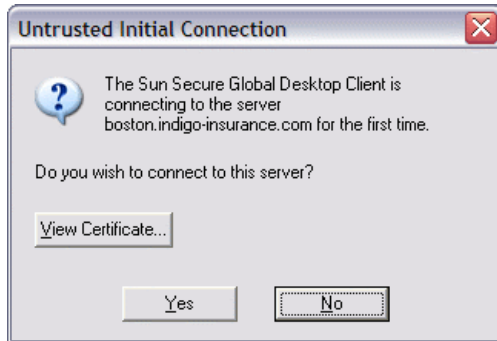 Untrusted Initial Connection
The Sun Secure Global Desktop Client is
connecting to the server
boston.indigo-insurance.com for the first time.
Do you wish to connect to this server?
View Certificate...
Yes
No